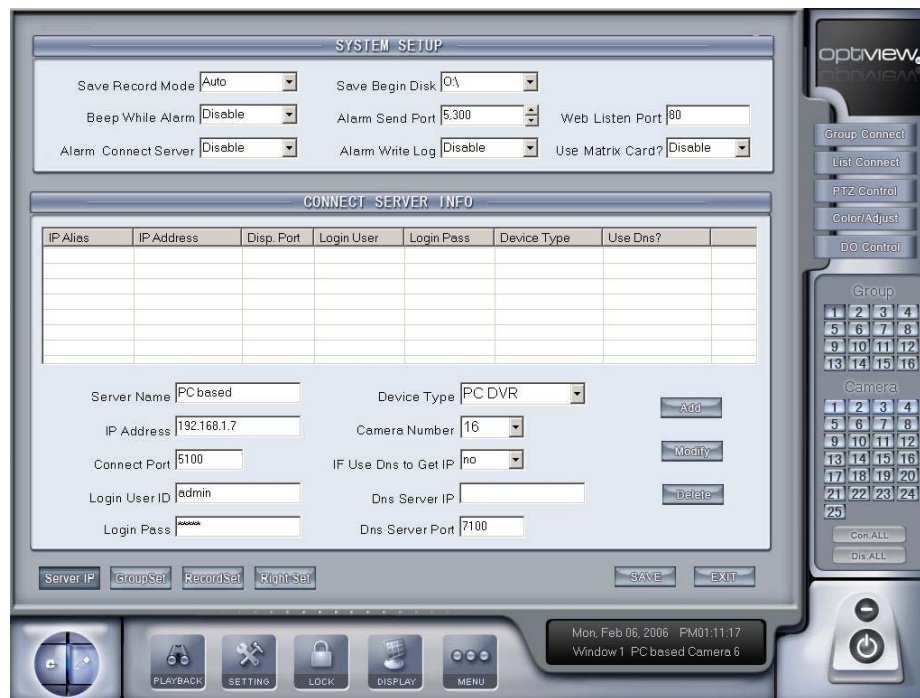 SYSTEM SETUP
Save Record Mode Auto Save Begin Disk O:\
Beep While Alarm Disable Alarm Send Port 5,300 Web Listen Port 80
Alarm Connect Server Disable Alarm Write Log Disable Use Matrix Card? Disable
CONNECT SERVER INFO
IP Alias IP Address Disp. Port Login User Login Pass Device Type Use Dns?
Server Name PC based Device Type PC DVR
IP Address 192.168.1.7 Camera Number 16
Connect Port 5100 IF Use Dns to Get IP no
Login User ID admin Dns Server IP
Login Pass ***** Dns Server Port 7100
Add
Modify
Delete
Server IP GroupSet RecordSet Right Set SAVE EXIT
optiview
Group Connect
List Connect
PTZ Control
Color/Adjust
DO Control
Group
1 2 3 4
5 6 7 8
9 10 11 12
13 14 15 16
Camera
1 2 3 4
5 6 7 8
9 10 11 12
13 14 15 16
17 18 19 20
21 22 23 24
25
Con.ALL
Dis.ALL
PLAYBACK SETTING LOCK DISPLAY MENU
Mon, Feb 06, 2006 PM01:11:17
Window 1 PC based Camera 6